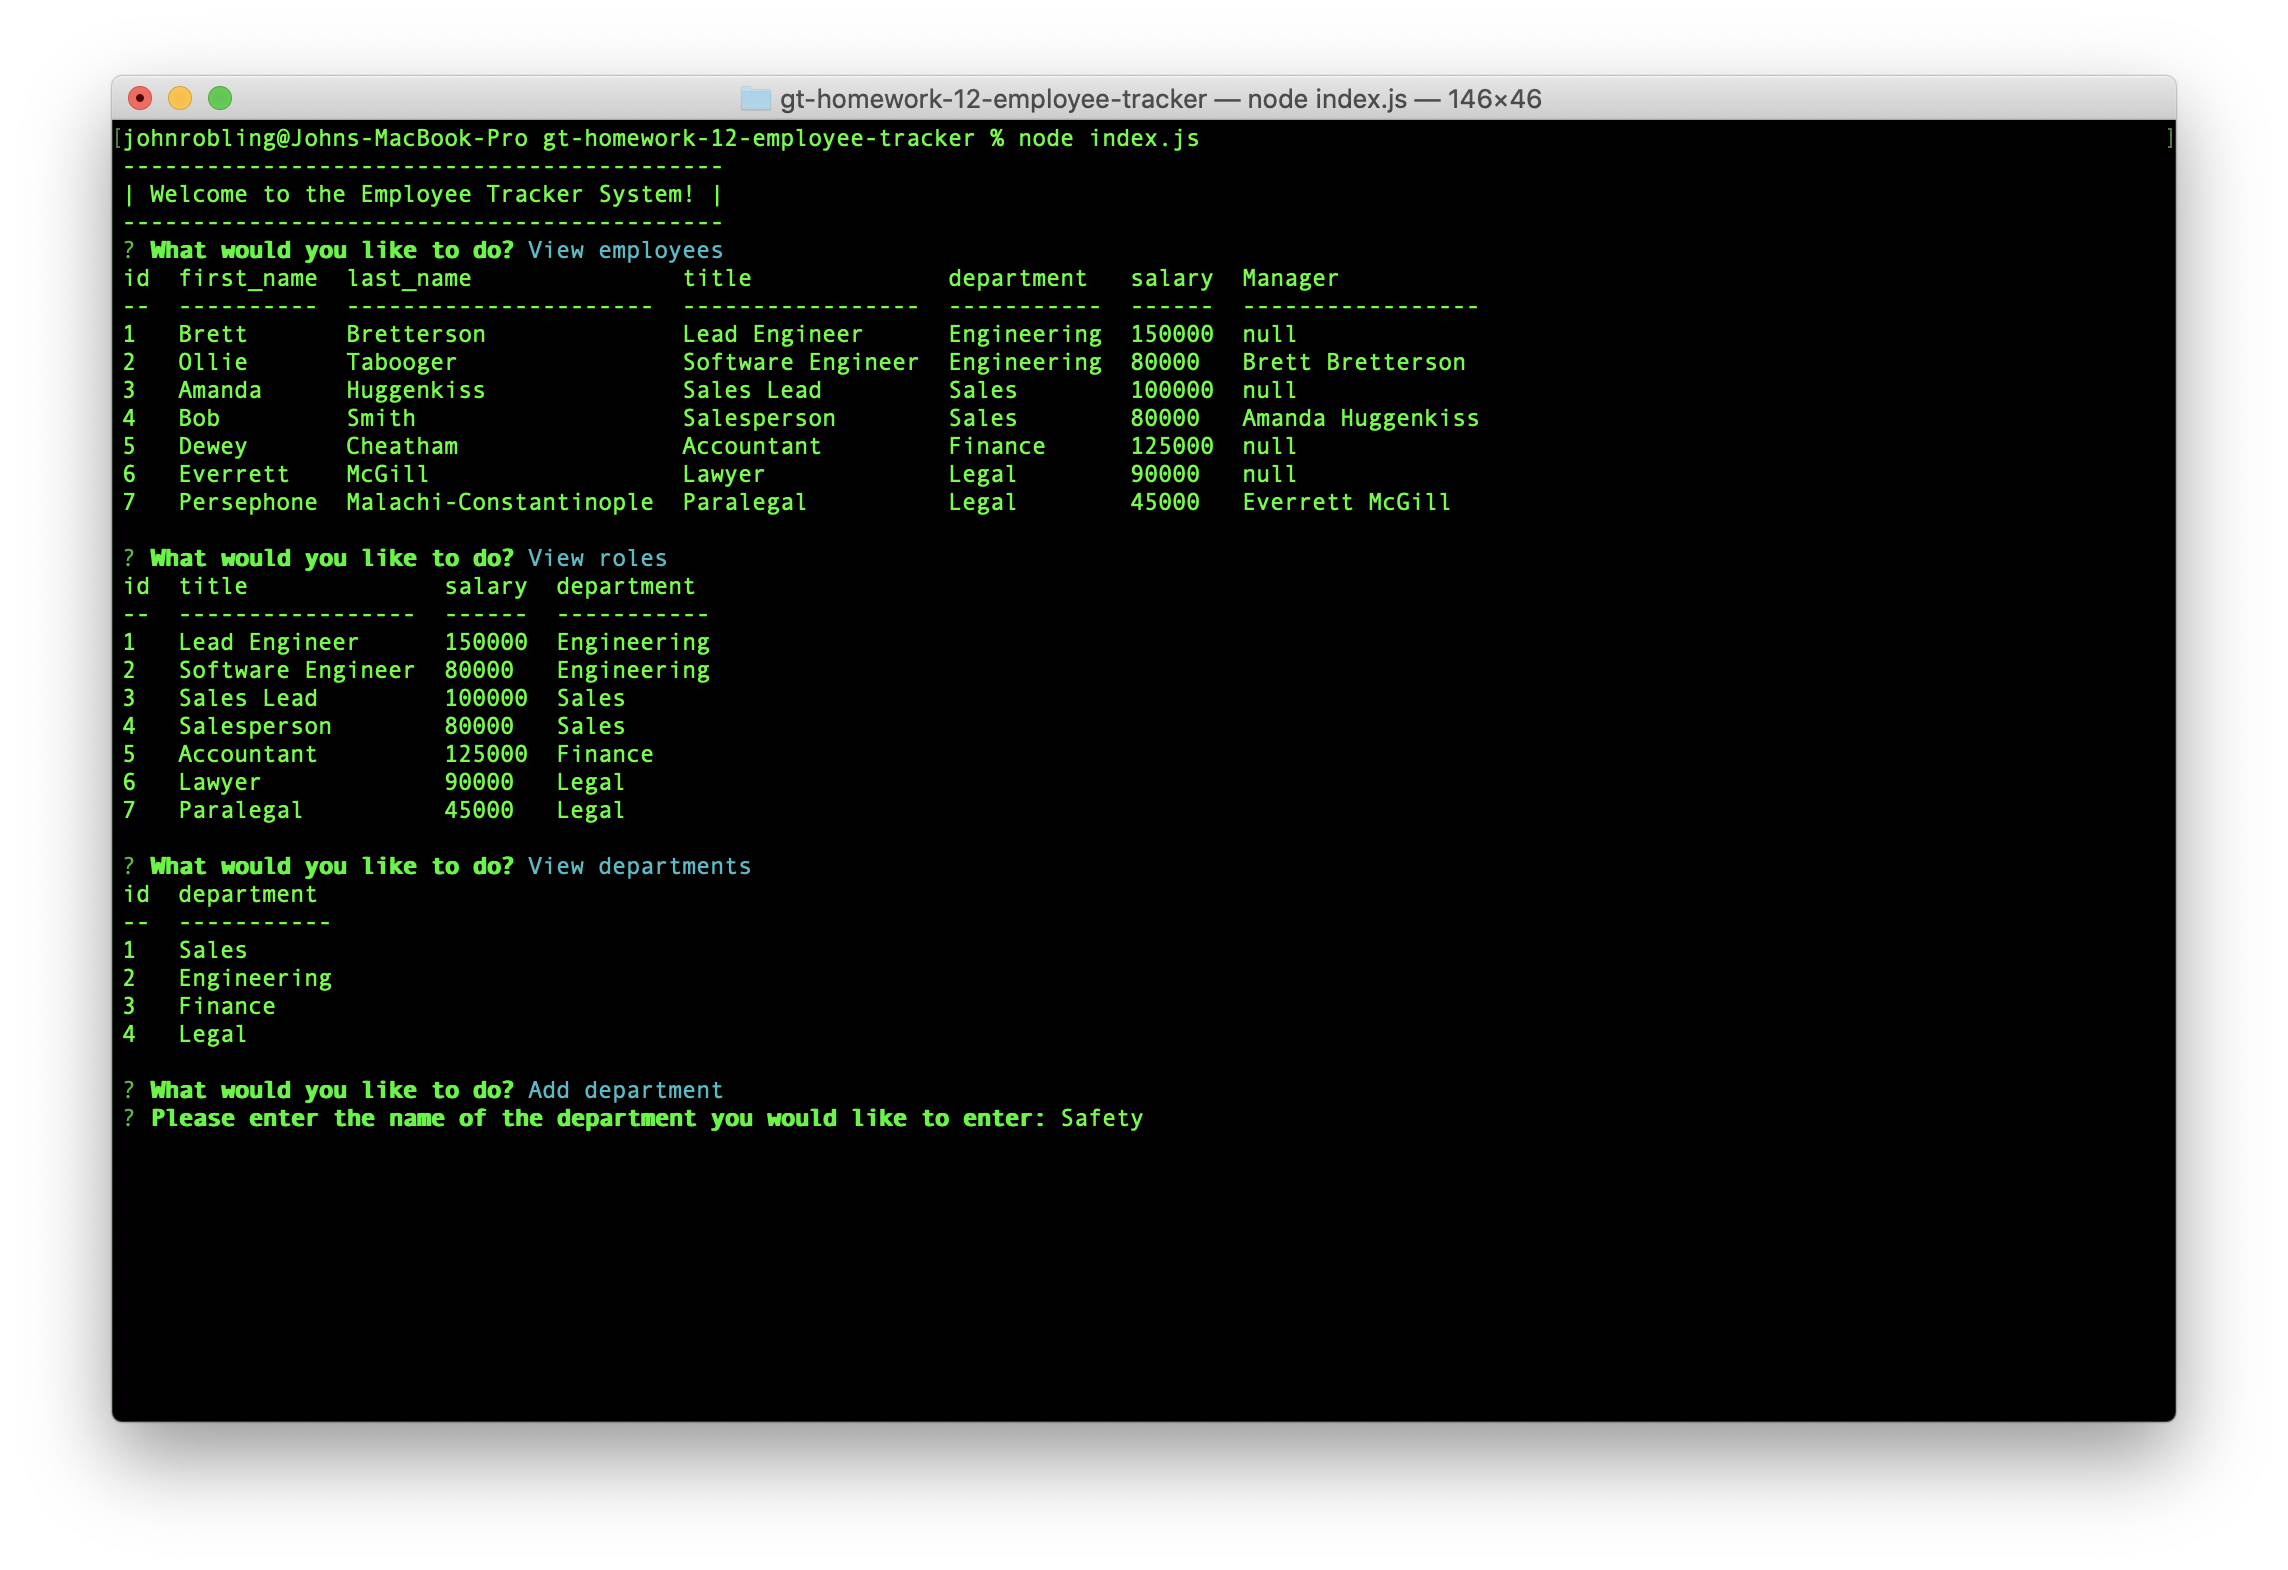 gt-homework-12-employee-tracker — node index.js — 146×46
[johnrobling@Johns-MacBook-Pro gt-homework-12-employee-tracker % node index.js ]
-------------------------------------------
| Welcome to the Employee Tracker System! |
-------------------------------------------
? What would you like to do? View employees
id  first_name  last_name               title              department   salary  Manager
--  ----------  ----------------------  -----------------  -----------  ------  -----------------
1   Brett       Bretterson              Lead Engineer      Engineering  150000  null
2   Ollie       Tabooger                Software Engineer  Engineering  80000   Brett Bretterson
3   Amanda      Huggenkiss              Sales Lead         Sales        100000  null
4   Bob         Smith                   Salesperson        Sales        80000   Amanda Huggenkiss
5   Dewey       Cheatham                Accountant         Finance      125000  null
6   Everrett    McGill                  Lawyer             Legal        90000   null
7   Persephone  Malachi-Constantinople  Paralegal          Legal        45000   Everrett McGill
? What would you like to do? View roles
id  title              salary  department
--  -----------------  ------  -----------
1   Lead Engineer      150000  Engineering
2   Software Engineer  80000   Engineering
3   Sales Lead         100000  Sales
4   Salesperson        80000   Sales
5   Accountant         125000  Finance
6   Lawyer             90000   Legal
7   Paralegal          45000   Legal
? What would you like to do? View departments
id  department
--  -----------
1   Sales
2   Engineering
3   Finance
4   Legal
? What would you like to do? Add department
? Please enter the name of the department you would like to enter: Safety